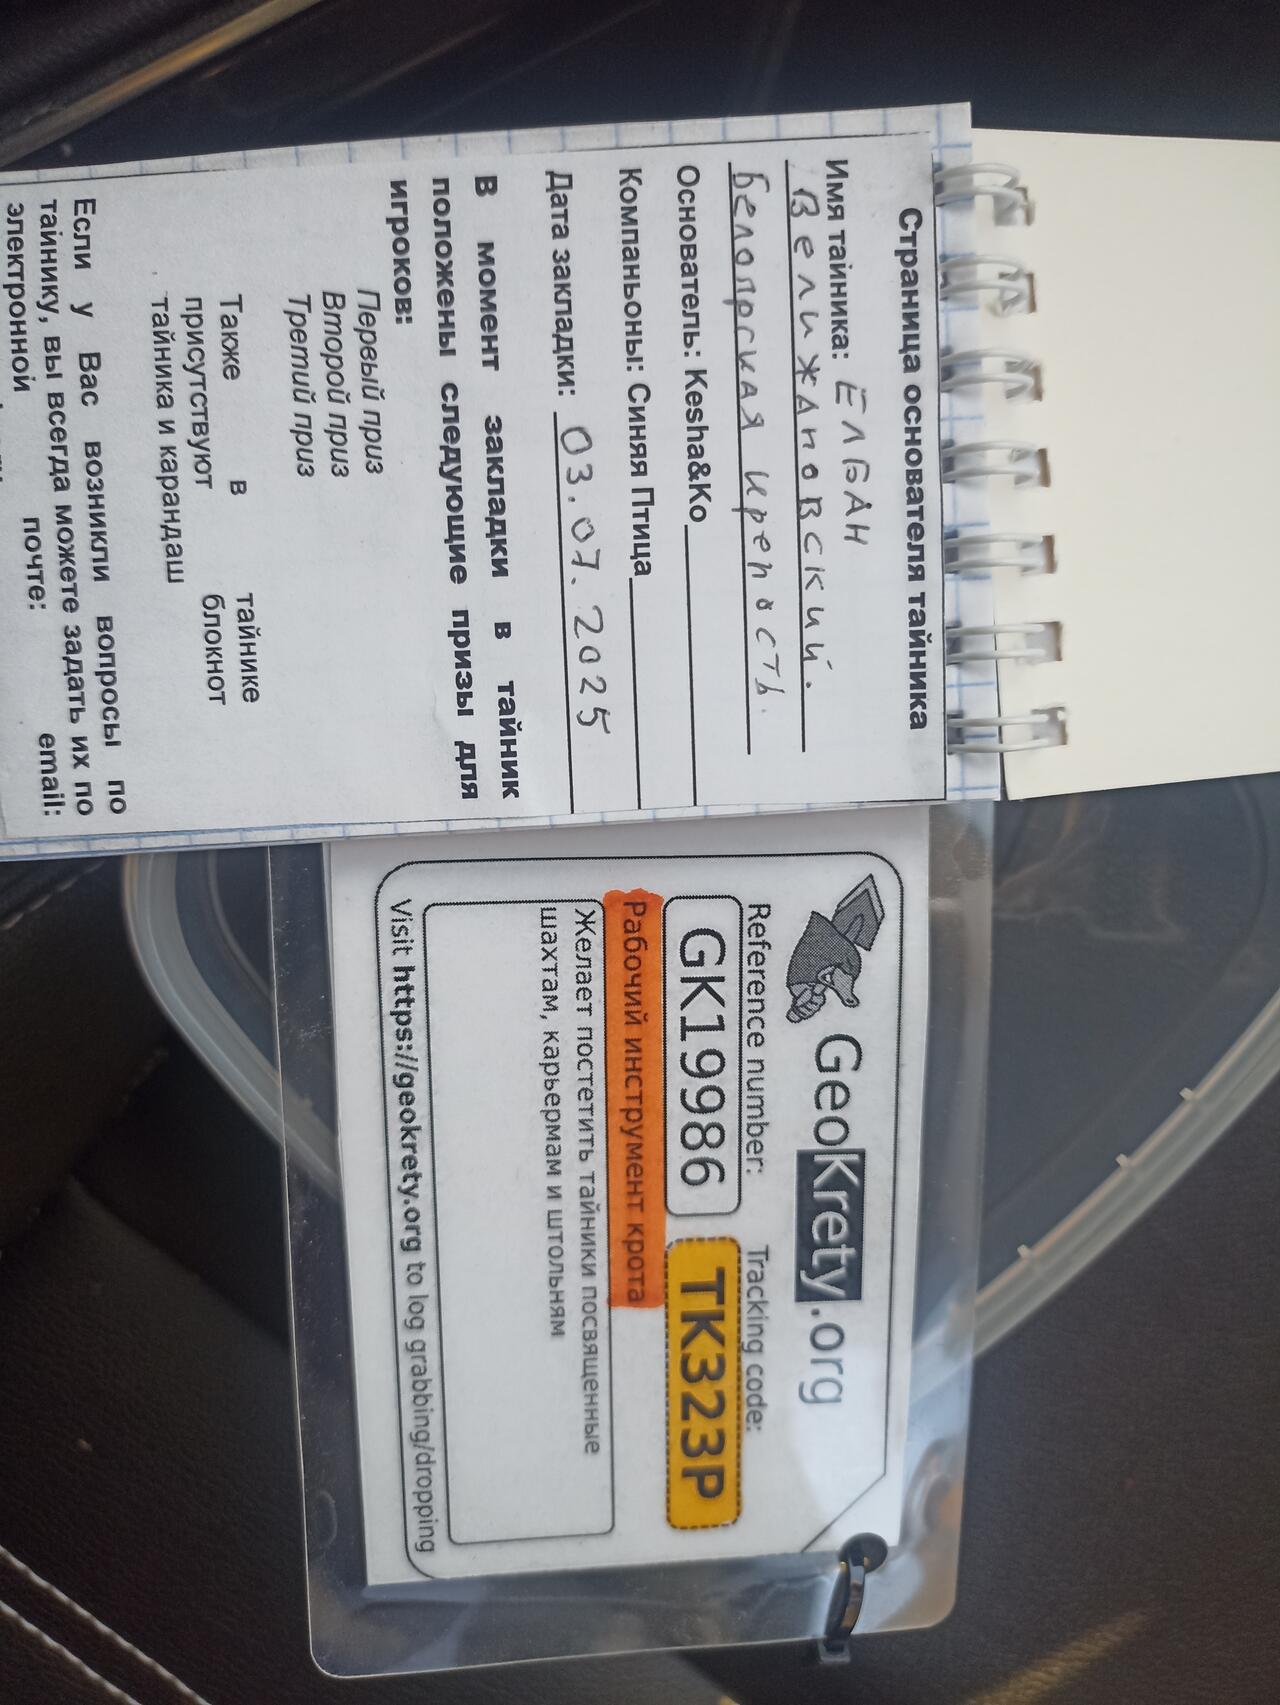 Страница основателя тайника
Имя тайника: ЕЛБАН
Велижановский.
Белоярская крепость.
Основатель: Kesha&Ko
Компаньоны: Синяя Птица
Дата закладки: 03.07.2025
В момент закладки в тайник
положены следующие призы для
игроков:
Первый приз
Второй приз
Третий приз
Также в тайнике
присутствуют блокнот
тайника и карандаш
Если у Вас возникли вопросы по
тайнику, вы всегда можете задать их по
электронной почте: email:
GeoKrety.org
Reference number: Tracking code:
GK19986 TK323P
Рабочий инструмент крота
Желает постетить тайники посвященные
шахтам, карьермам и штольням
Visit https://geokrety.org to log grabbing/dropping